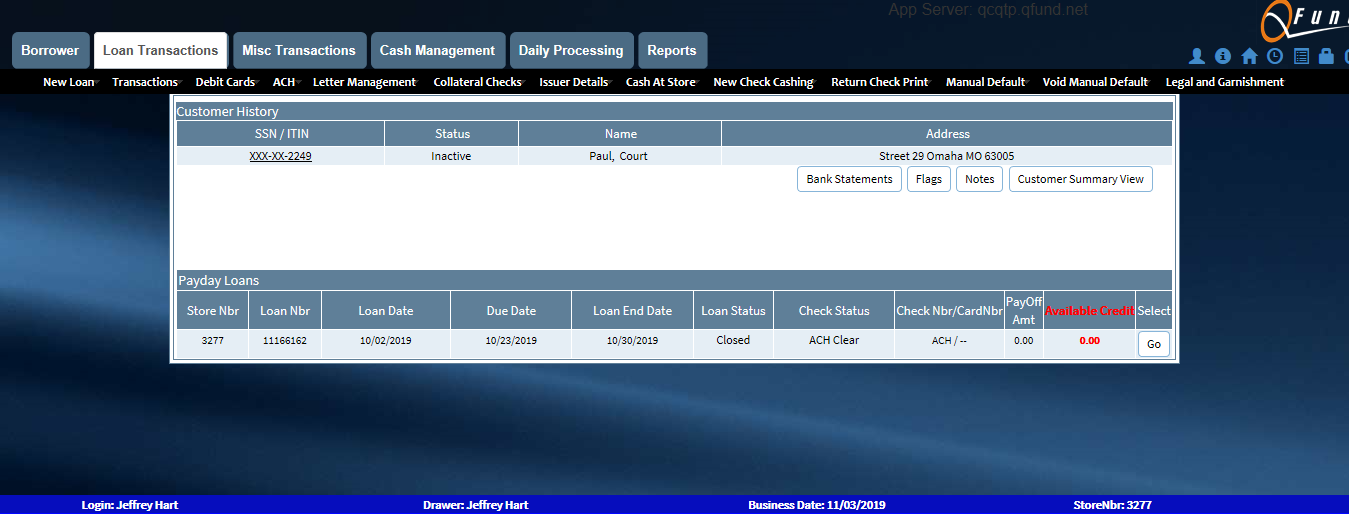 App Server: qcqtp.qfund.net
QFun
Borrower Loan Transactions Misc Transactions Cash Management Daily Processing Reports
New Loan Transactions Debit Cards ACH Letter Management Collateral Checks Issuer Details Cash At Store New Check Cashing Return Check Print Manual Default Void Manual Default Legal and Garnishment
Customer History
SSN / ITIN Status Name Address
XXX-XX-2249 Inactive Paul, Court Street 29 Omaha MO 63005
Bank Statements Flags Notes Customer Summary View
Payday Loans
Store Nbr Loan Nbr Loan Date Due Date Loan End Date Loan Status Check Status Check Nbr/CardNbr PayOff Amt Available Credit Select
3277 11166162 10/02/2019 10/23/2019 10/30/2019 Closed ACH Clear ACH / -- 0.00 0.00 Go
Login: Jeffrey Hart Drawer: Jeffrey Hart Business Date: 11/03/2019 StoreNbr: 3277